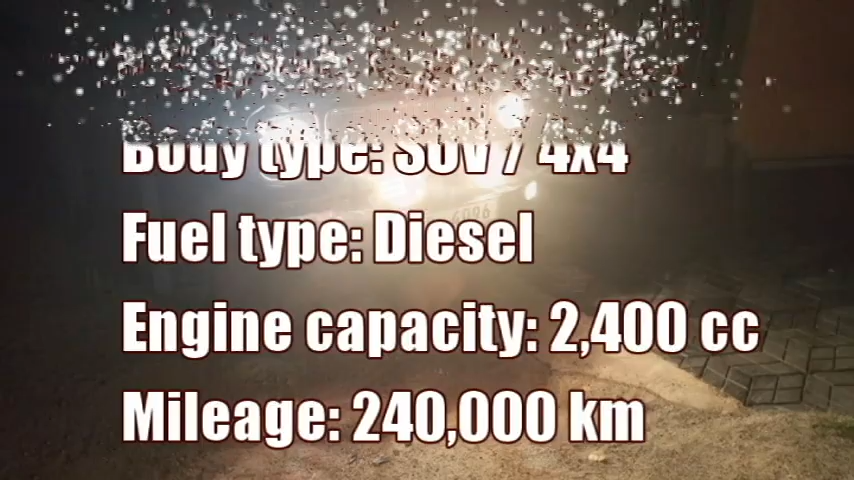 Body type: SUV / 4x4
Fuel type: Diesel
Engine capacity: 2,400 cc
Mileage: 240,000 km